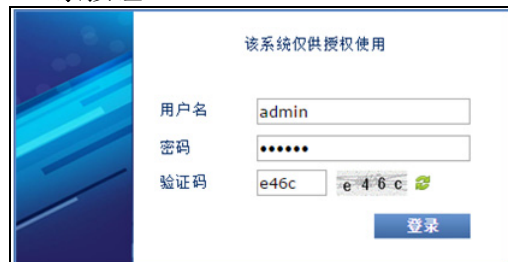 该系统仅供授权使用
用户名 admin
密码 ••••••
验证码 e46c e 4 6 c
登录